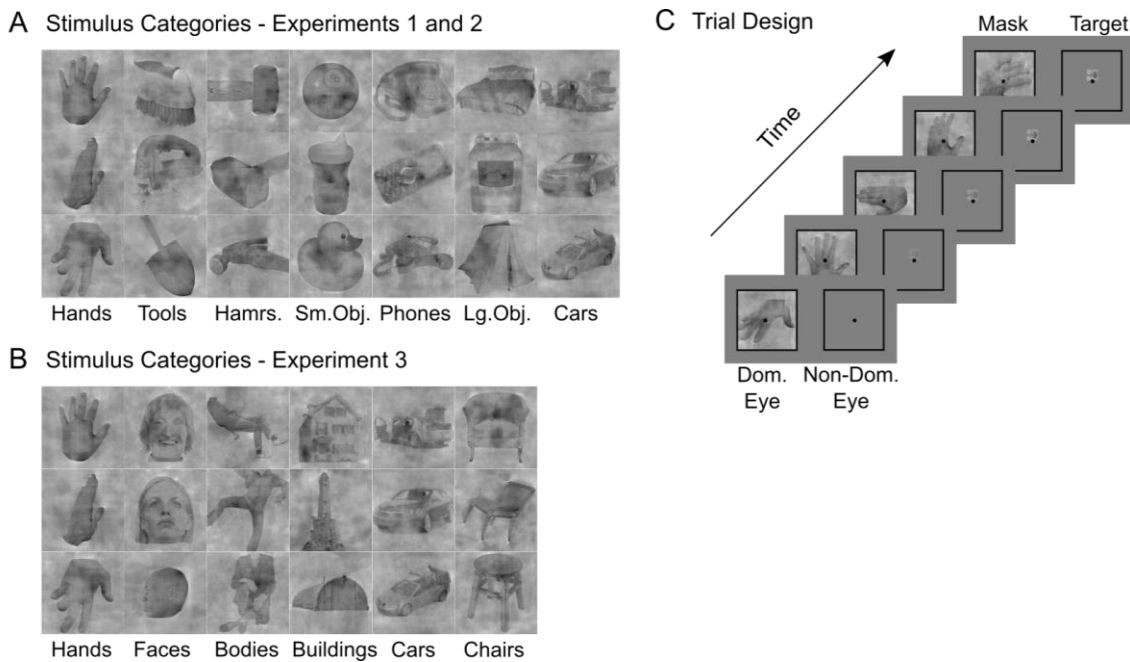 A Stimulus Categories - Experiments 1 and 2
Hands Tools Hamrs. Sm.Obj. Phones Lg.Obj. Cars
B Stimulus Categories - Experiment 3
Hands Faces Bodies Buildings Cars Chairs
C Trial Design
Mask Target
Time
Dom. Non-Dom.
Eye Eye